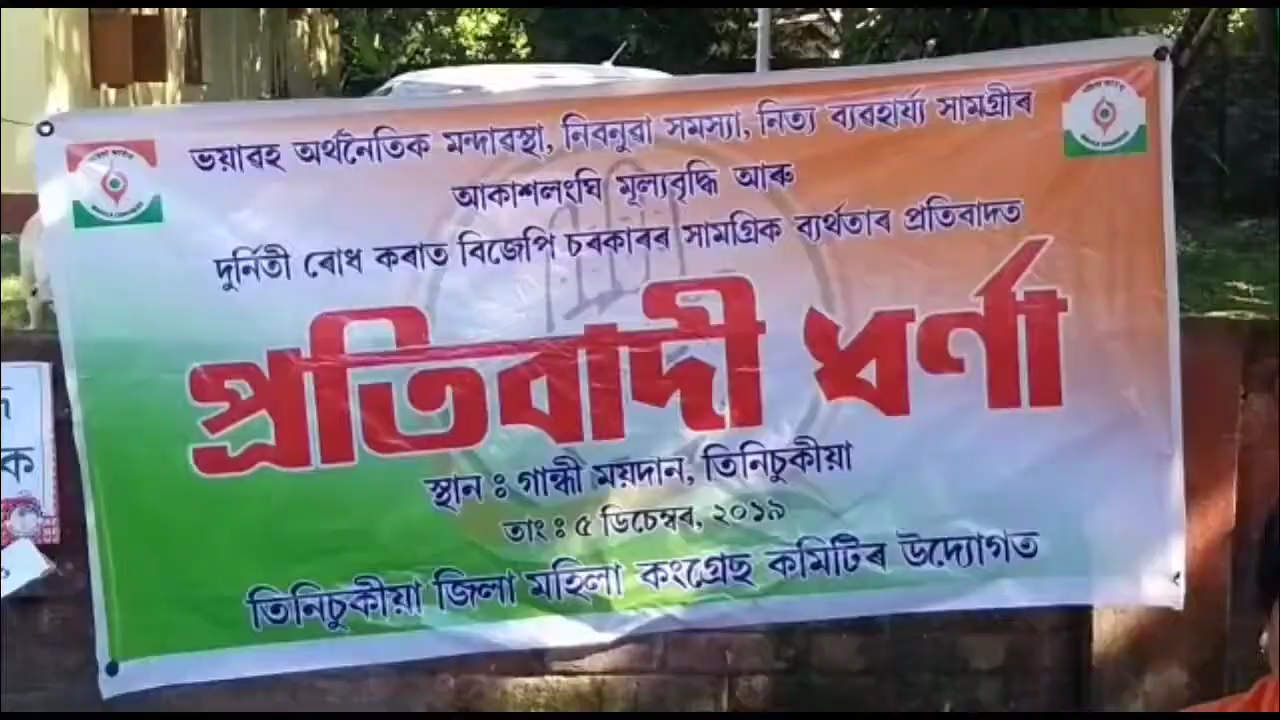 ভয়াৱহ অৰ্থনৈতিক মন্দাৱস্থা, নিবনুৱা সমস্যা, নিত্য ব্যৱহাৰ্য্য সামগ্ৰীৰ
আকাশলংঘি মূল্যবৃদ্ধি আৰু
দুৰ্নিতী ৰোধ কৰাত বিজেপি চৰকাৰৰ সামগ্ৰিক ব্যৰ্থতাৰ প্ৰতিবাদত
প্ৰতিবাদী ধৰ্ণা
স্থান ঃ গান্ধী ময়দান, তিনিচুকীয়া
তাং ঃ ৫ ডিচেম্বৰ, ২০১৯
তিনিচুকীয়া জিলা মহিলা কংগ্ৰেছ কমিটিৰ উদ্যোগত